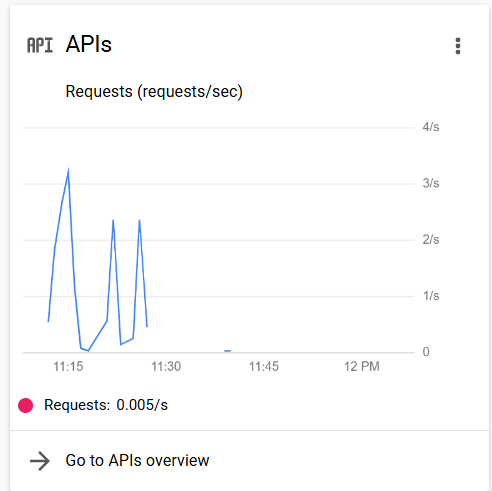 API APIs
Requests (requests/sec)
4/s
3/s
2/s
1/s
0
11:15 11:30 11:45 12 PM
Requests: 0.005/s
Go to APIs overview